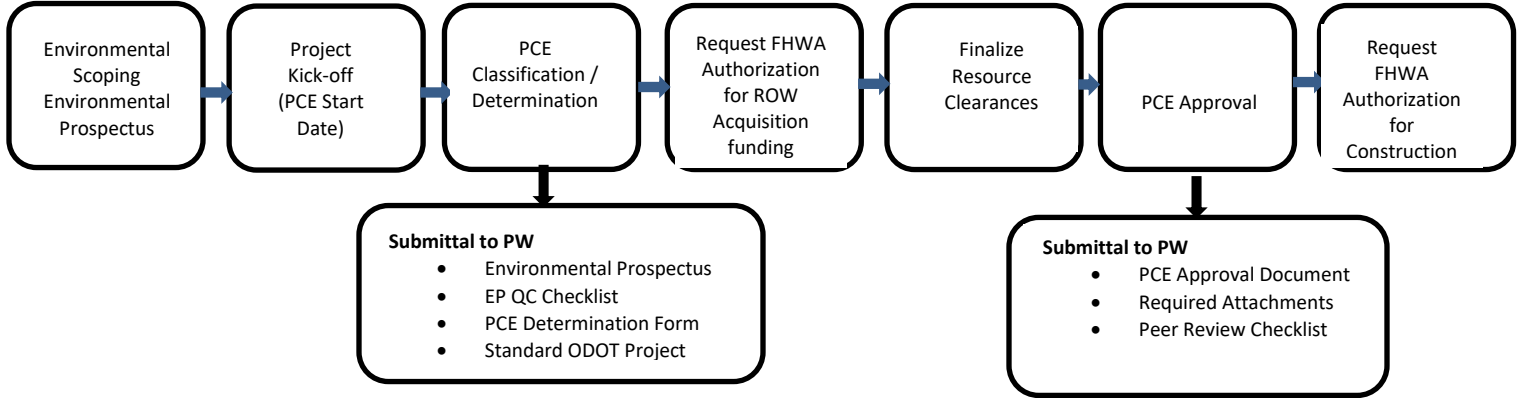 Environmental
Scoping
Environmental
Prospectus
Project
Kick-off
(PCE Start
Date)
PCE
Classification /
Determination
Request FHWA
Authorization
for ROW
Acquisition
funding
Finalize
Resource
Clearances
PCE Approval
Request
FHWA
Authorization
for
Construction
Submittal to PW
• Environmental Prospectus
• EP QC Checklist
• PCE Determination Form
• Standard ODOT Project
Submittal to PW
• PCE Approval Document
• Required Attachments
• Peer Review Checklist